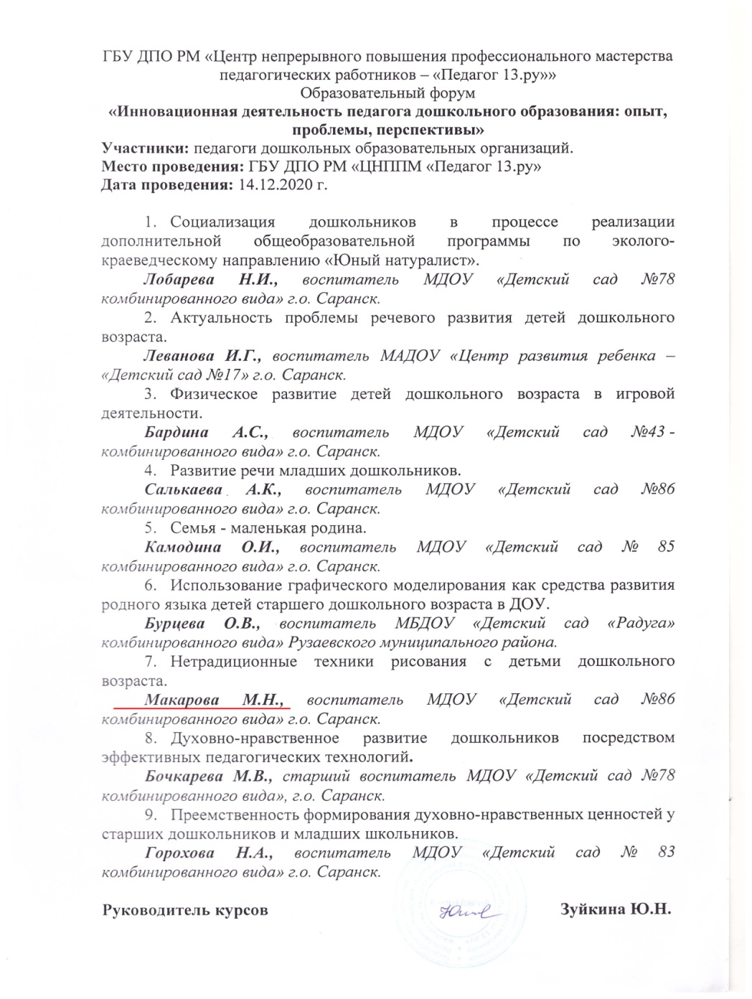 ГБУ ДПО РМ «Центр непрерывного повышения профессионального мастерства
педагогических работников – «Педагог 13.ру»»
Образовательный форум
«Инновационная деятельность педагога дошкольного образования: опыт,
проблемы, перспективы»
Участники: педагоги дошкольных образовательных организаций.
Место проведения: ГБУ ДПО РМ «ЦНППМ «Педагог 13.ру»
Дата проведения: 14.12.2020 г.
1. Социализация дошкольников в процессе реализации
дополнительной общеобразовательной программы по эколого-
краеведческому направлению «Юный натуралист».
Лобарева Н.И., воспитатель МДОУ «Детский сад №78
комбинированного вида» г.о. Саранск.
2. Актуальность проблемы речевого развития детей дошкольного
возраста.
Леванова И.Г., воспитатель МАДОУ «Центр развития ребенка –
«Детский сад №17» г.о. Саранск.
3. Физическое развитие детей дошкольного возраста в игровой
деятельности.
Бардина А.С., воспитатель МДОУ «Детский сад №43 -
комбинированного вида» г.о. Саранск.
4. Развитие речи младших дошкольников.
Салькаева А.К., воспитатель МДОУ «Детский сад №86
комбинированного вида» г.о. Саранск.
5. Семья - маленькая родина.
Камодина О.И., воспитатель МДОУ «Детский сад № 85
комбинированного вида» г.о. Саранск.
6. Использование графического моделирования как средства развития
родного языка детей старшего дошкольного возраста в ДОУ.
Бурцева О.В., воспитатель МБДОУ «Детский сад «Радуга»
комбинированного вида» Рузаевского муниципального района.
7. Нетрадиционные техники рисования с детьми дошкольного
возраста.
Макарова М.Н., воспитатель МДОУ «Детский сад №86
комбинированного вида» г.о. Саранск.
8. Духовно-нравственное развитие дошкольников посредством
эффективных педагогических технологий.
Бочкарева М.В., старший воспитатель МДОУ «Детский сад №78
комбинированного вида», г.о. Саранск.
9. Преемственность формирования духовно-нравственных ценностей у
старших дошкольников и младших школьников.
Горохова Н.А., воспитатель МДОУ «Детский сад № 83
комбинированного вида» г.о. Саранск.
Руководитель курсов Зуйкина Ю.Н.